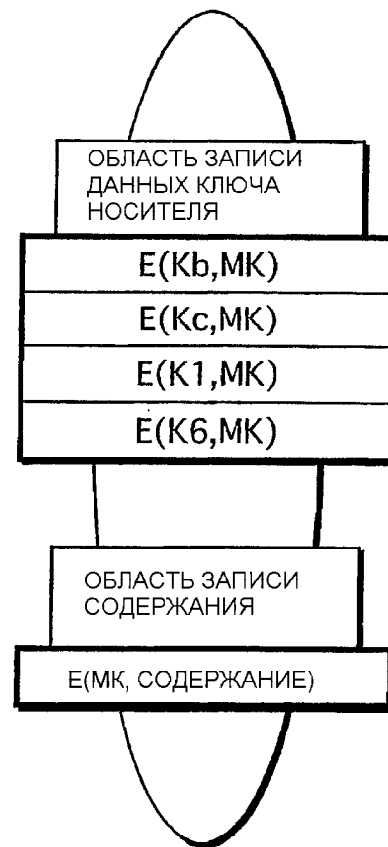 ОБЛАСТЬ ЗАПИСИ
ДАННЫХ КЛЮЧА
НОСИТЕЛЯ
E(Kb,MK)
E(Kc,MK)
E(K1,MK)
E(K6,MK)
ОБЛАСТЬ ЗАПИСИ
СОДЕРЖАНИЯ
E(MK, СОДЕРЖАНИЕ)